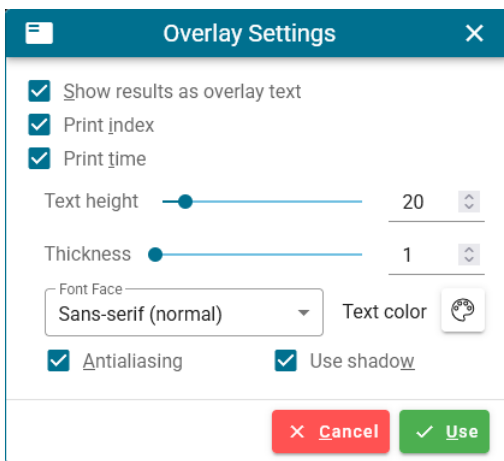 Overlay Settings
Show results as overlay text
Print index
Print time
Text height 20
Thickness 1
Font Face
Sans-serif (normal) Text color
Antialiasing Use shadow
Cancel Use